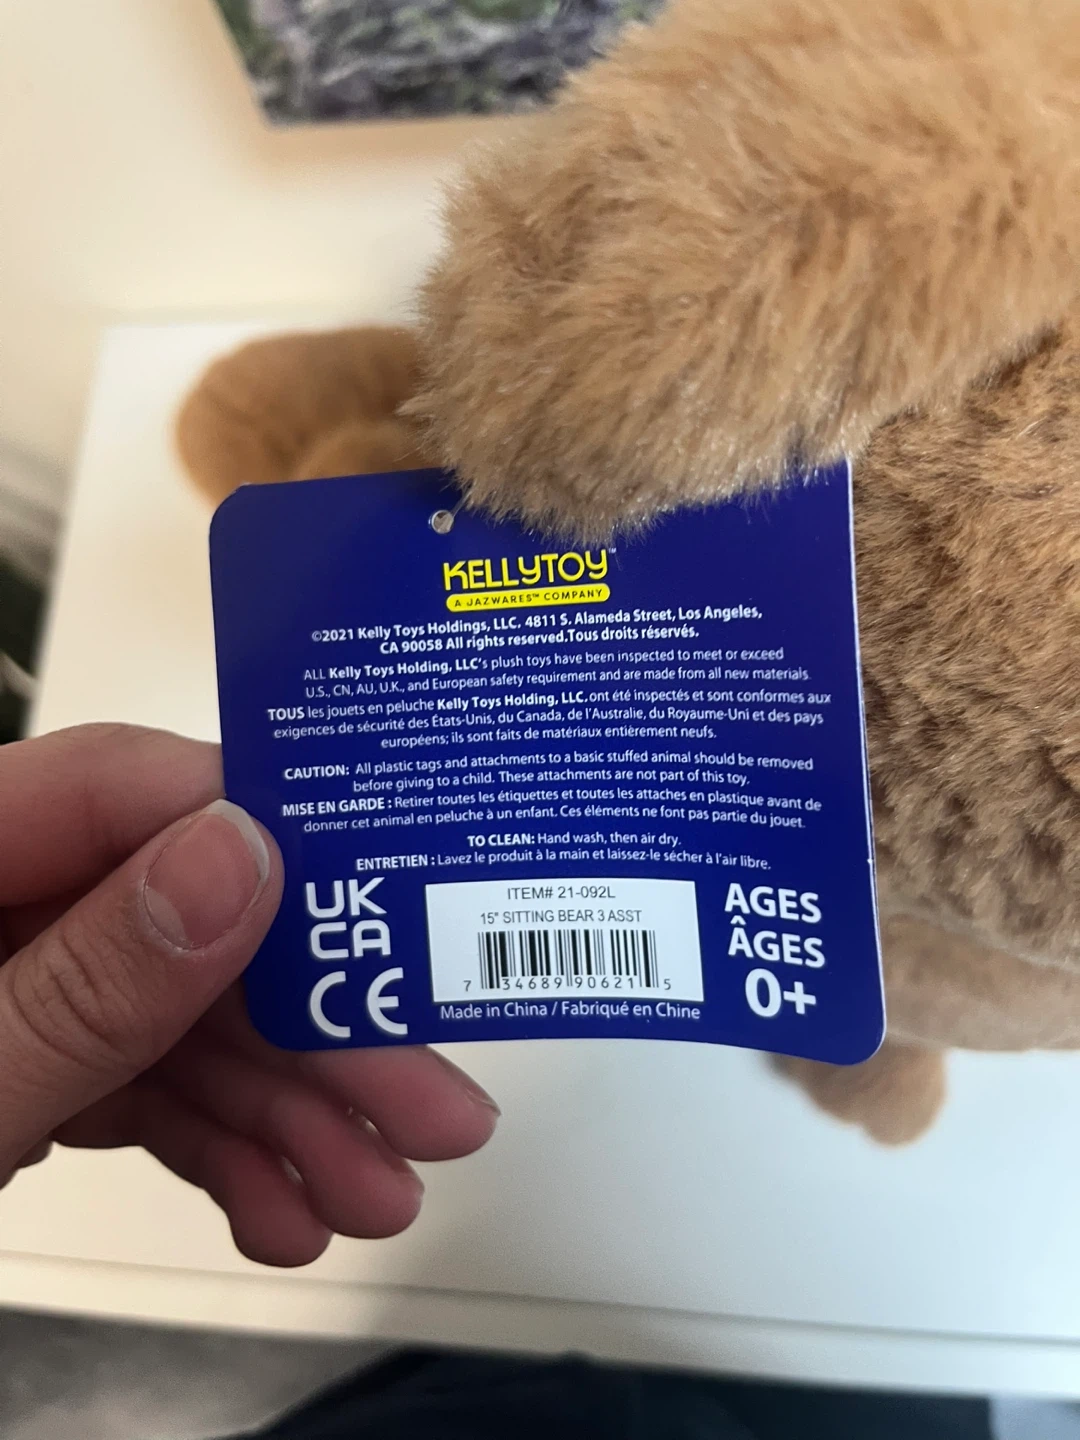 KELLYTOY™
A JAZWARES™ COMPANY
©2021 Kelly Toys Holdings, LLC. 4811 S. Alameda Street, Los Angeles,
CA 90058 All rights reserved.Tous droits réservés.
ALL Kelly Toys Holding, LLC's plush toys have been inspected to meet or exceed
U.S., CN, AU, U.K., and European safety requirement and are made from all new materials.
TOUS les jouets en peluche Kelly Toys Holding, LLC.ont été inspectés et sont conformes aux
exigences de sécurité des États-Unis, du Canada, de l'Australie, du Royaume-Uni et des pays
européens; ils sont faits de matériaux entièrement neufs.
CAUTION: All plastic tags and attachments to a basic stuffed animal should be removed
before giving to a child. These attachments are not part of this toy.
MISE EN GARDE : Retirer toutes les étiquettes et toutes les attaches en plastique avant de
donner cet animal en peluche à un enfant. Ces éléments ne font pas partie du jouet.
TO CLEAN: Hand wash, then air dry.
ENTRETIEN : Lavez le produit à la main et laissez-le sécher à l'air libre.
UK
CA
CE
ITEM# 21-092L
15" SITTING BEAR 3 ASST
7 34689 90621 5
Made in China / Fabriqué en Chine
AGES
ÂGES
0+